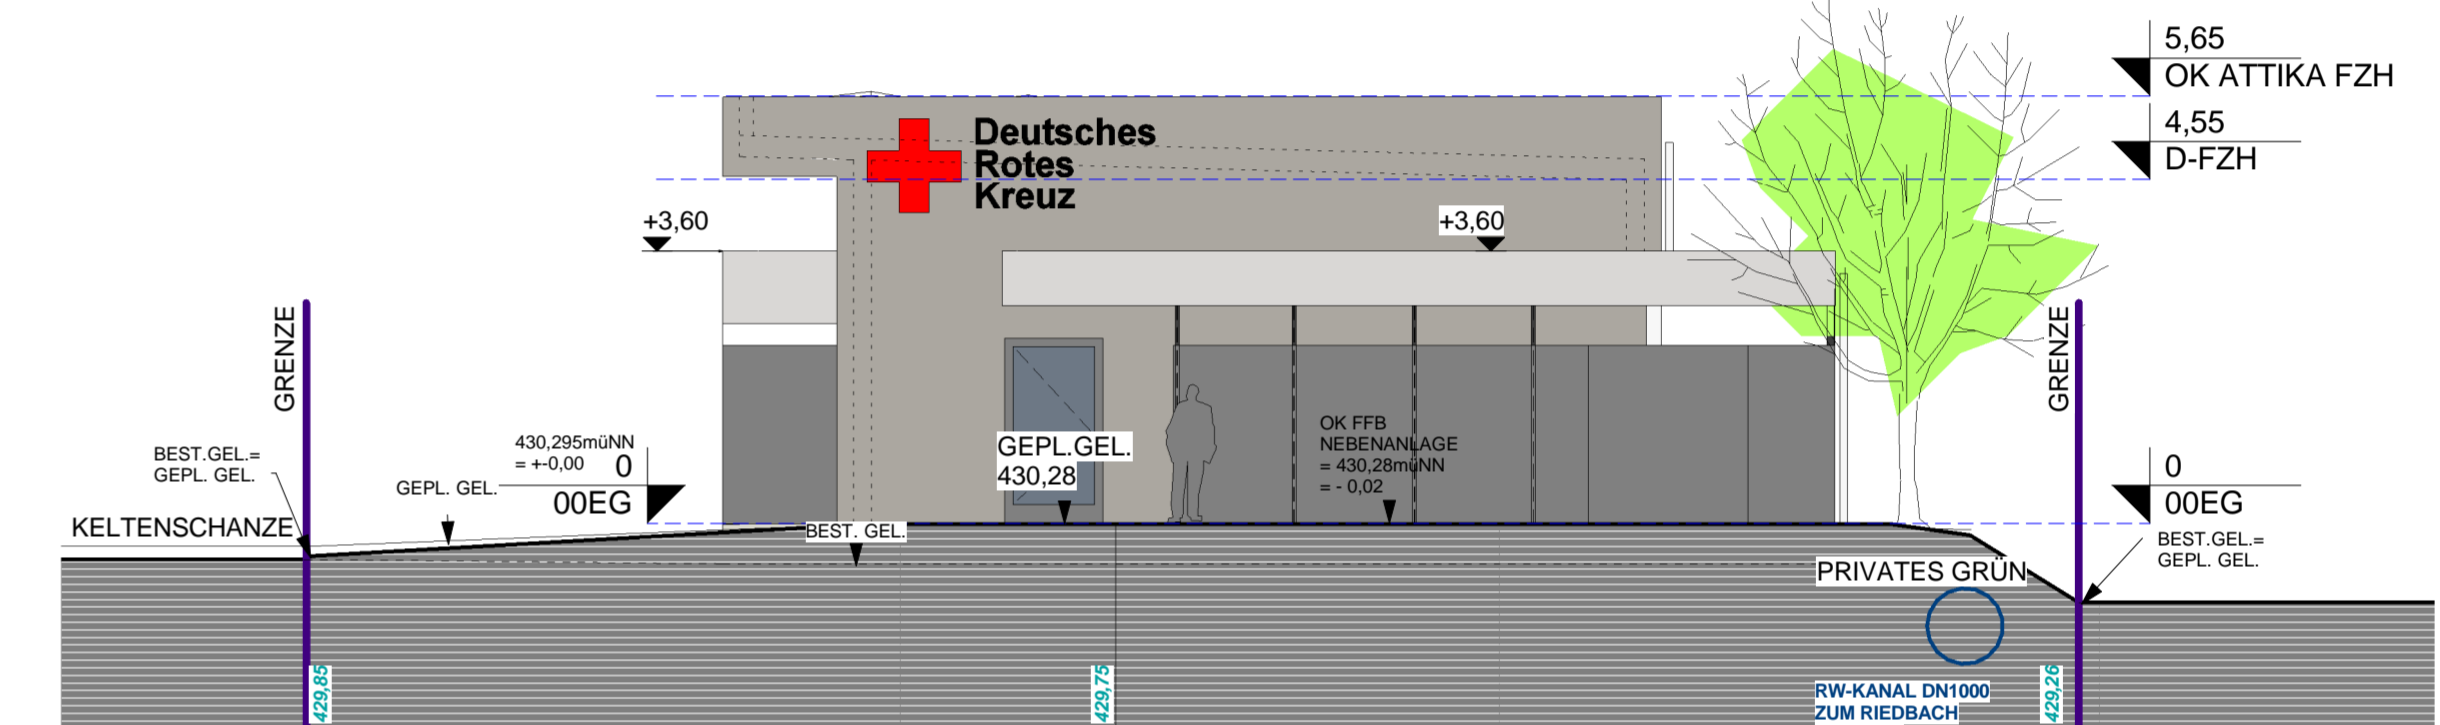 5,65
OK ATTIKA FZH
4,55
D-FZH
Deutsches
Rotes
Kreuz
+3,60
+3,60
GRENZE
GRENZE
BEST.GEL.=
GEPL. GEL.
GEPL. GEL.
430,295müNN
= +-0,00
0
00EG
KELTENSCHANZE
GEPL.GEL.
430,28
OK FFB
NEBENANLAGE
= 430,28müNN
= - 0,02
0
00EG
BEST. GEL.
BEST.GEL.=
GEPL. GEL.
PRIVATES GRÜN
429,85
429,75
RW-KANAL DN1000
ZUM RIEDBACH
429,26